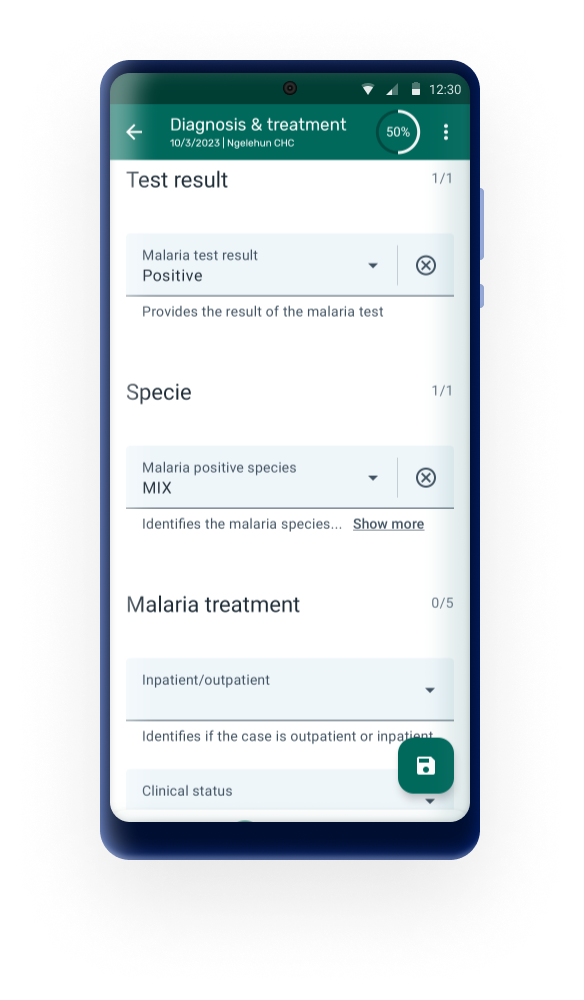 12:30
Diagnosis & treatment
10/3/2023 | Ngelehun CHC
50%
Test result 1/1
Malaria test result
Positive
Provides the result of the malaria test
Specie 1/1
Malaria positive species
MIX
Identifies the malaria species... Show more
Malaria treatment 0/5
Inpatient/outpatient
Identifies if the case is outpatient or inpatient
Clinical status